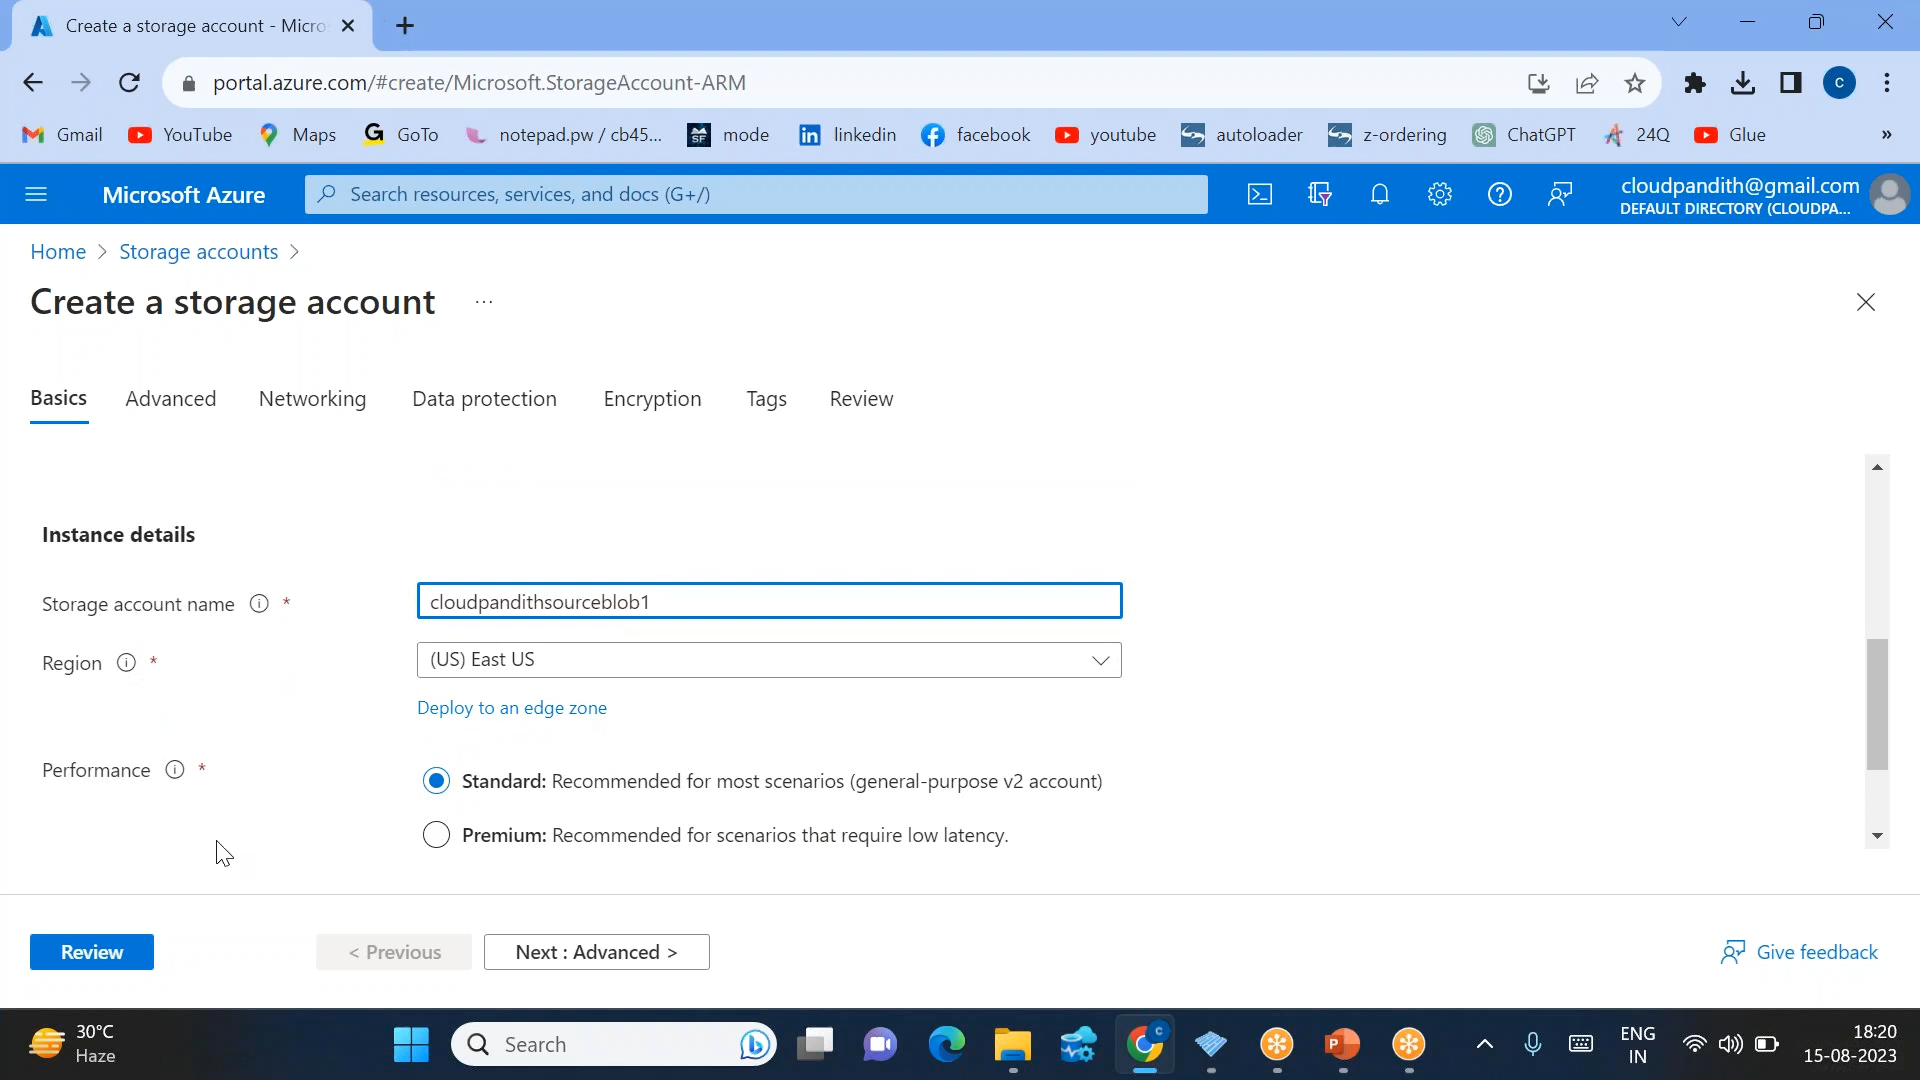 Create a storage account - Micro
portal.azure.com/#create/Microsoft.StorageAccount-ARM
C
Gmail YouTube Maps GoTo notepad.pw / cb45... mode linkedin facebook youtube autoloader z-ordering ChatGPT 24Q Glue »
Microsoft Azure
Search resources, services, and docs (G+/)
cloudpandith@gmail.com
DEFAULT DIRECTORY (CLOUDPA...
Home > Storage accounts >
Create a storage account ...
Basics Advanced Networking Data protection Encryption Tags Review
Instance details
Storage account name * cloudpandithsourceblob1
Region * (US) East US
Deploy to an edge zone
Performance * Standard: Recommended for most scenarios (general-purpose v2 account)
Premium: Recommended for scenarios that require low latency.
Review < Previous Next : Advanced > Give feedback
30°C
Haze
Search
ENG
IN
18:20
15-08-2023